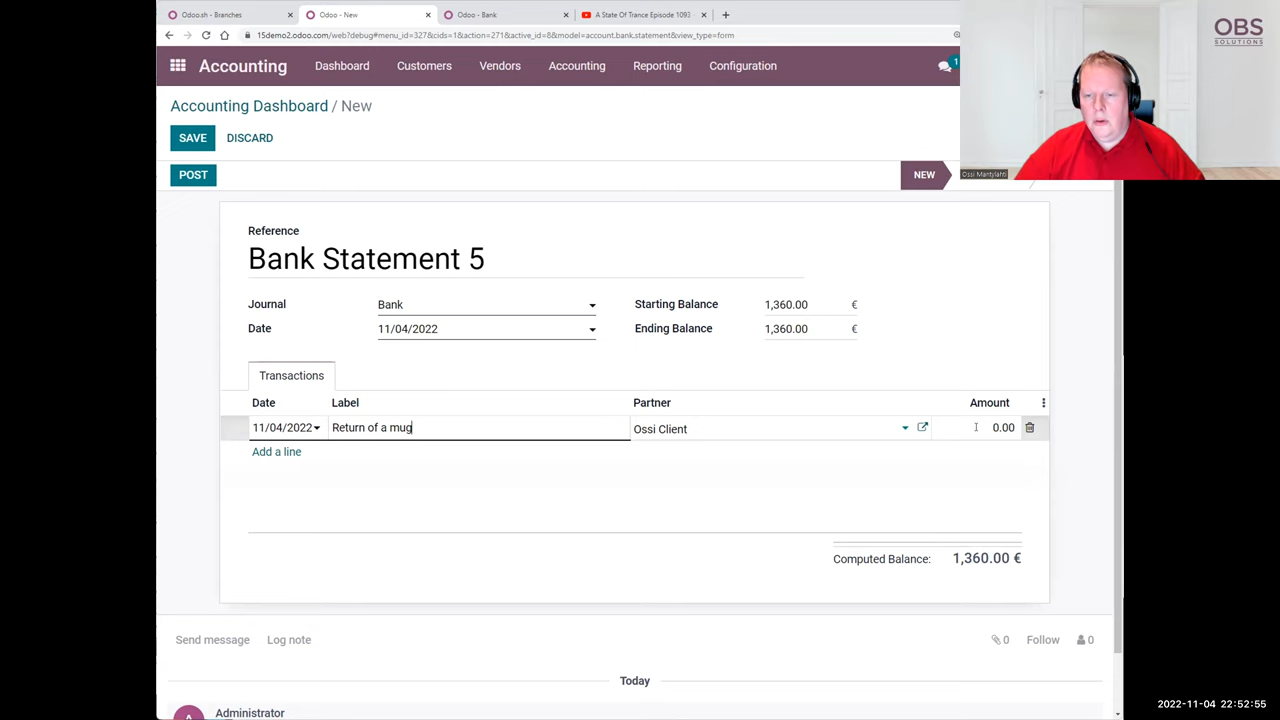 Odoo.sh - Branches
Odoo - New
Odoo - Bank
A State Of Trance Episode 1093
15demo2.odoo.com/web?debug#menu_id=327&cids=1&action=271&active_id=8&model=account.bank.statement&view_type=form
OBS
SOLUTIONS
Accounting
Dashboard
Customers
Vendors
Accounting
Reporting
Configuration
1
Accounting Dashboard / New
SAVE
DISCARD
POST
NEW
Ossi Mantylahti
Reference
Bank Statement 5
Journal
Bank
Starting Balance
1,360.00 €
Date
11/04/2022
Ending Balance
1,360.00 €
Transactions
Date
Label
Partner
Amount
11/04/2022
Return of a mug
Ossi Client
0.00
Add a line
Computed Balance: 1,360.00 €
Send message
Log note
0
Follow
0
Today
A
Administrator
2022-11-04 22:52:55